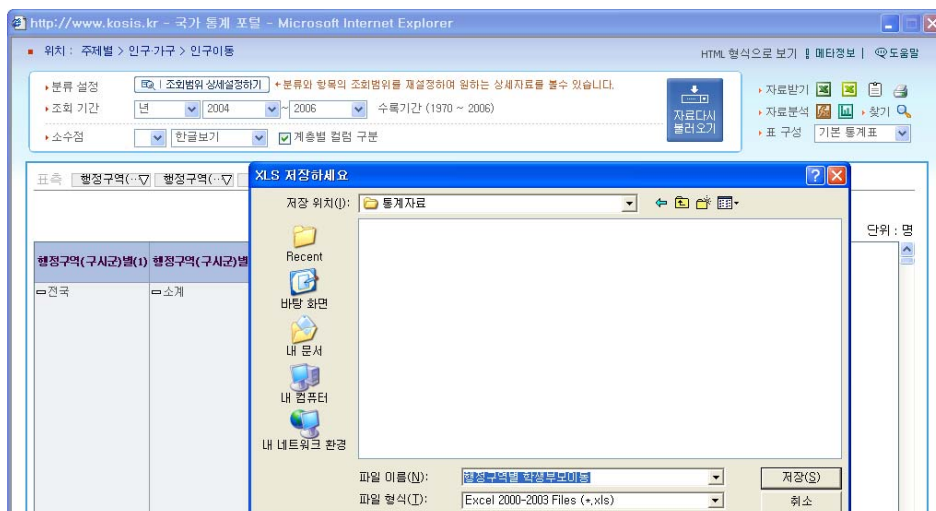 http://www.kosis.kr - 국가 통계 포털 - Microsoft Internet Explorer
위치 : 주제별 > 인구·가구 > 인구이동
HTML 형식으로 보기 메타정보 | 도움말
분류 설정 조회범위 상세설정하기 분류와 항목의 조회범위를 재설정하여 원하는 상세자료를 볼수 있습니다.
조회 기간 년 2004 ~ 2006 수록기간 (1970 ~ 2006)
소수점 한글보기 계층별 컬럼 구분
자료다시
불러오기
자료받기
자료분석 찾기
표 구성 기본 통계표
표측 행정구역(··▽ 행정구역(··▽
단위 : 명
행정구역(구시군)별(1) 행정구역(구시군)별
전국 소계
XLS 저장하세요
저장 위치(I): 통계자료
Recent
바탕 화면
내 문서
내 컴퓨터
내 네트워크 환경
파일 이름(N): 행정구역별 학생부모이동 저장(S)
파일 형식(T): Excel 2000-2003 Files (*.xls) 취소